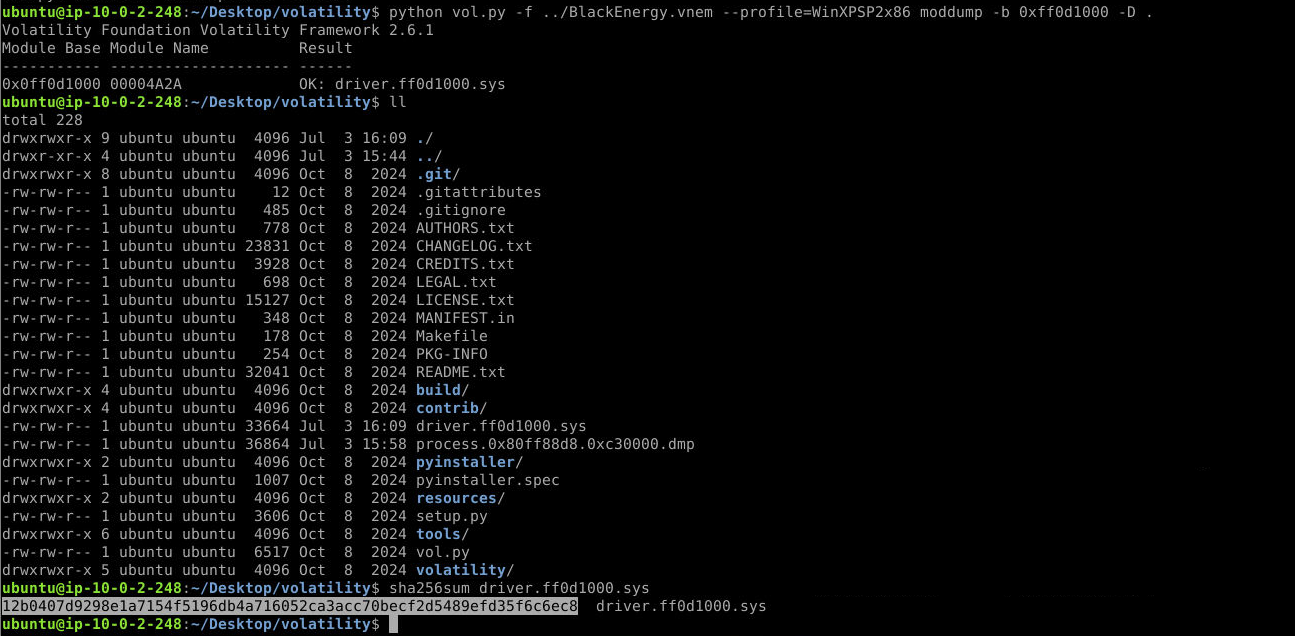 ubuntu@ip-10-0-2-248:~/Desktop/volatility$ python vol.py -f ../BlackEnergy.vnem --profile=WinXPSP2x86 moddump -b 0xff0d1000 -D .
Volatility Foundation Volatility Framework 2.6.1
Module Base Module Name          Result
----------- -------------------- ------
0x0ff0d1000 00004A2A             OK: driver.ff0d1000.sys
ubuntu@ip-10-0-2-248:~/Desktop/volatility$ ll
total 228
drwxrwxr-x 9 ubuntu ubuntu  4096 Jul  3 16:09 ./
drwxr-xr-x 4 ubuntu ubuntu  4096 Jul  3 15:44 ../
drwxrwxr-x 8 ubuntu ubuntu  4096 Oct  8  2024 .git/
-rw-rw-r-- 1 ubuntu ubuntu    12 Oct  8  2024 .gitattributes
-rw-rw-r-- 1 ubuntu ubuntu   485 Oct  8  2024 .gitignore
-rw-rw-r-- 1 ubuntu ubuntu   778 Oct  8  2024 AUTHORS.txt
-rw-rw-r-- 1 ubuntu ubuntu 23831 Oct  8  2024 CHANGELOG.txt
-rw-rw-r-- 1 ubuntu ubuntu  3928 Oct  8  2024 CREDITS.txt
-rw-rw-r-- 1 ubuntu ubuntu   698 Oct  8  2024 LEGAL.txt
-rw-rw-r-- 1 ubuntu ubuntu 15127 Oct  8  2024 LICENSE.txt
-rw-rw-r-- 1 ubuntu ubuntu   348 Oct  8  2024 MANIFEST.in
-rw-rw-r-- 1 ubuntu ubuntu   178 Oct  8  2024 Makefile
-rw-rw-r-- 1 ubuntu ubuntu   254 Oct  8  2024 PKG-INFO
-rw-rw-r-- 1 ubuntu ubuntu 32041 Oct  8  2024 README.txt
drwxrwxr-x 4 ubuntu ubuntu  4096 Oct  8  2024 build/
drwxrwxr-x 4 ubuntu ubuntu  4096 Oct  8  2024 contrib/
-rw-rw-r-- 1 ubuntu ubuntu 33664 Jul  3 16:09 driver.ff0d1000.sys
-rw-rw-r-- 1 ubuntu ubuntu 36864 Jul  3 15:58 process.0x80ff88d8.0xc30000.dmp
drwxrwxr-x 2 ubuntu ubuntu  4096 Oct  8  2024 pyinstaller/
-rw-rw-r-- 1 ubuntu ubuntu  1007 Oct  8  2024 pyinstaller.spec
drwxrwxr-x 2 ubuntu ubuntu  4096 Oct  8  2024 resources/
-rw-rw-r-- 1 ubuntu ubuntu  3606 Oct  8  2024 setup.py
drwxrwxr-x 6 ubuntu ubuntu  4096 Oct  8  2024 tools/
-rw-rw-r-- 1 ubuntu ubuntu  6517 Oct  8  2024 vol.py
drwxrwxr-x 5 ubuntu ubuntu  4096 Oct  8  2024 volatility/
ubuntu@ip-10-0-2-248:~/Desktop/volatility$ sha256sum driver.ff0d1000.sys
12b0407d9298e1a7154f5196db4a716052ca3acc70becf2d5489efd35f6c6ec8  driver.ff0d1000.sys
ubuntu@ip-10-0-2-248:~/Desktop/volatility$